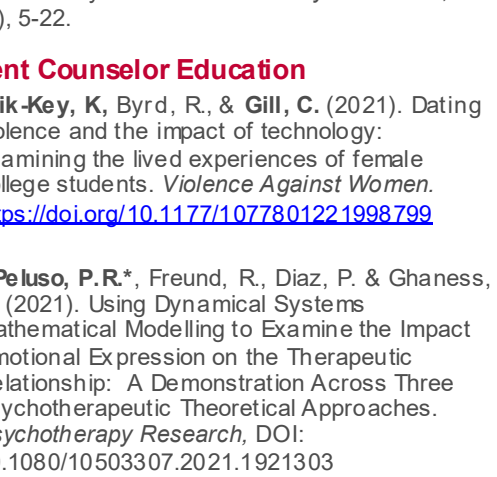 ), 5-22.
ent Counselor Education
ik-Key, K, Byrd, R., & Gill, C. (2021). Dating
olence and the impact of technology:
amining the lived experiences of female
llege students. Violence Against Women.
tps://doi.org/10.1177/1077801221998799
Peluso, P.R.*, Freund, R., Diaz, P. & Ghaness,
(2021). Using Dynamical Systems
athematical Modelling to Examine the Impact
motional Expression on the Therapeutic
elationship: A Demonstration Across Three
ychotherapeutic Theoretical Approaches.
sychotherapy Research, DOI:
.1080/10503307.2021.1921303